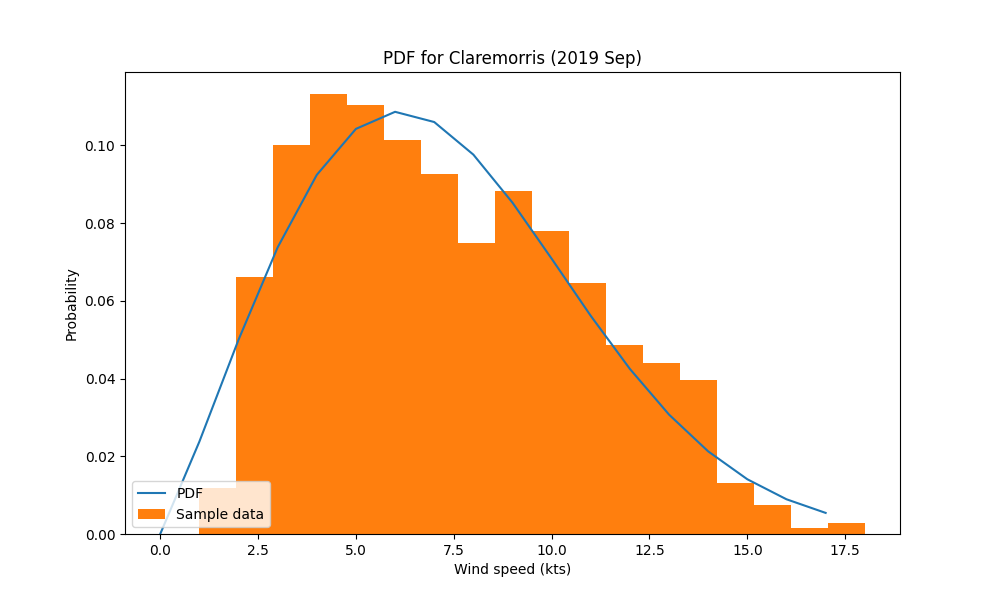 PDF for Claremorris (2019 Sep)
0.10
0.08
0.06
0.04
0.02
0.00
Probability
PDF
Sample data
0.0 2.5 5.0 7.5 10.0 12.5 15.0 17.5
Wind speed (kts)